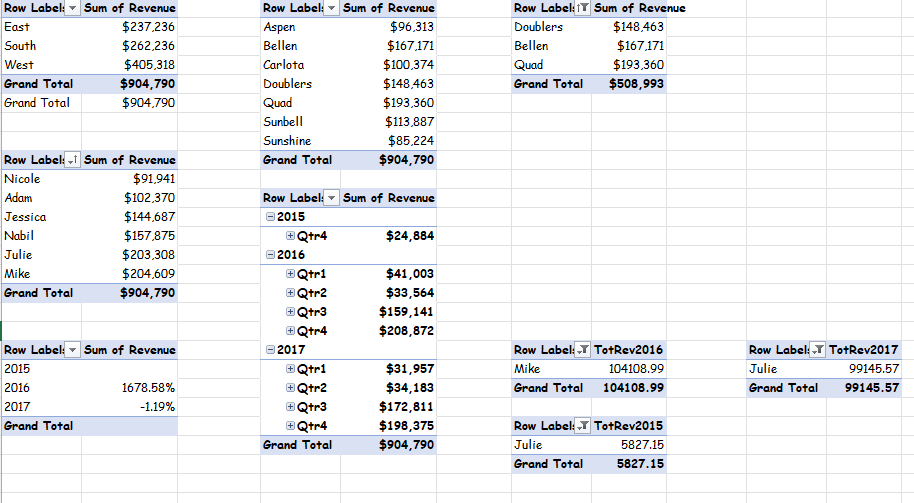 Row Label: Sum of Revenue
East $237,236
South $262,236
West $405,318
Grand Total $904,790
Grand Total $904,790
Row Label: Sum of Revenue
Aspen $96,313
Bellen $167,171
Carlota $100,374
Doublers $148,463
Quad $193,360
Sunbell $113,887
Sunshine $85,224
Grand Total $904,790
Row Label: Sum of Revenue
Doublers $148,463
Bellen $167,171
Quad $193,360
Grand Total $508,993
Row Label: Sum of Revenue
Nicole $91,941
Adam $102,370
Jessica $144,687
Nabil $157,875
Julie $203,308
Mike $204,609
Grand Total $904,790
Row Label: Sum of Revenue
2015
Qtr4 $24,884
2016
Qtr1 $41,003
Qtr2 $33,564
Qtr3 $159,141
Qtr4 $208,872
2017
Qtr1 $31,957
Qtr2 $34,183
Qtr3 $172,811
Qtr4 $198,375
Grand Total $904,790
Row Label: Sum of Revenue
2015
2016 1678.58%
2017 -1.19%
Grand Total
Row Label: TotRev2016
Mike 104108.99
Grand Total 104108.99
Row Label: TotRev2017
Julie 99145.57
Grand Total 99145.57
Row Label: TotRev2015
Julie 5827.15
Grand Total 5827.15